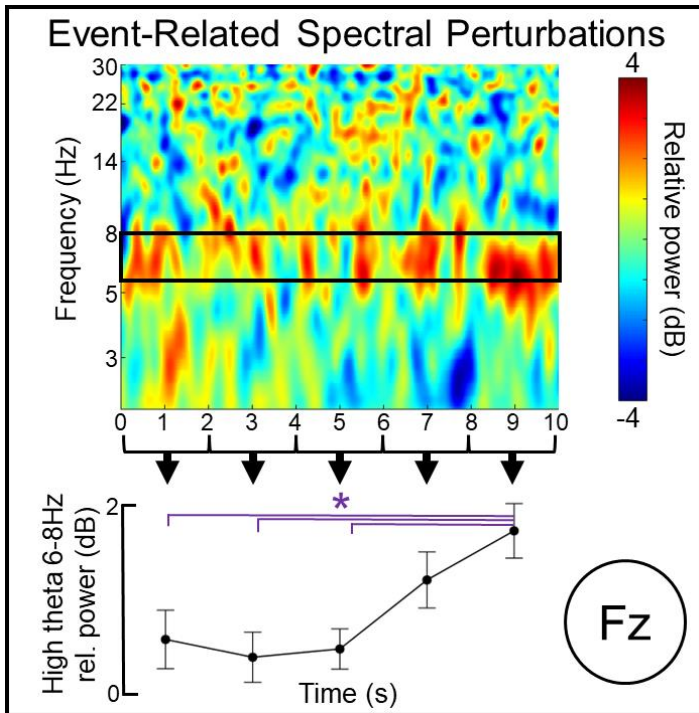 Event-Related Spectral Perturbations
30
22
14
8
5
3
Frequency (Hz)
0 1 2 3 4 5 6 7 8 9 10
4
-4
Relative power (dB)
*
2
0
High theta 6-8Hz
rel. power (dB)
Time (s)
Fz